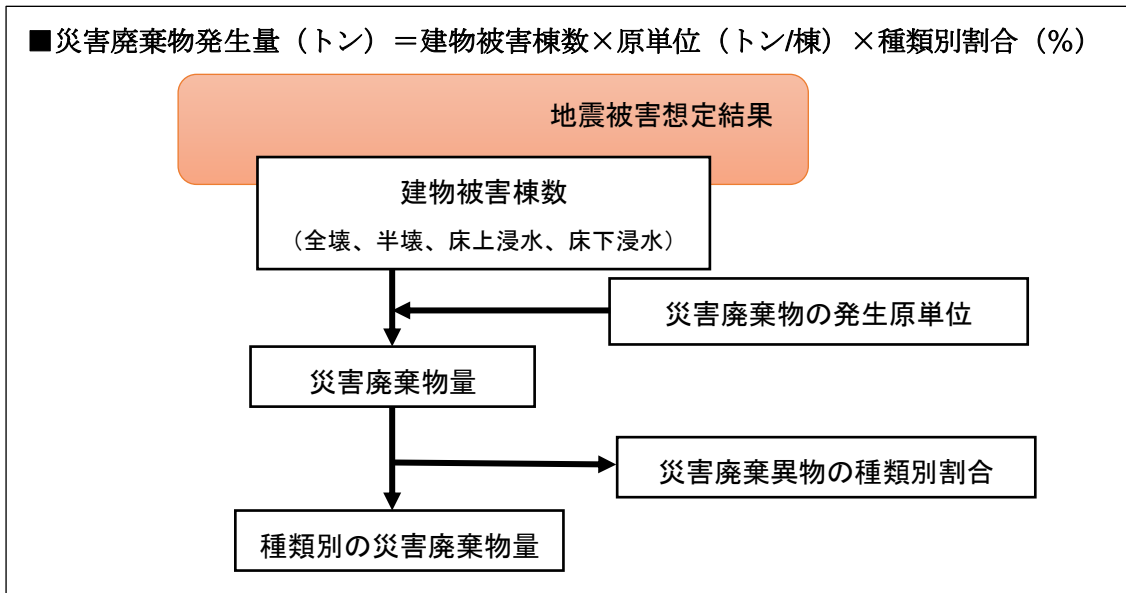 ■災害廃棄物発生量（トン）＝建物被害棟数×原単位（トン/棟）×種類別割合（％）
地震被害想定結果
建物被害棟数
（全壊、半壊、床上浸水、床下浸水）
災害廃棄物の発生原単位
災害廃棄物量
災害廃棄異物の種類別割合
種類別の災害廃棄物量